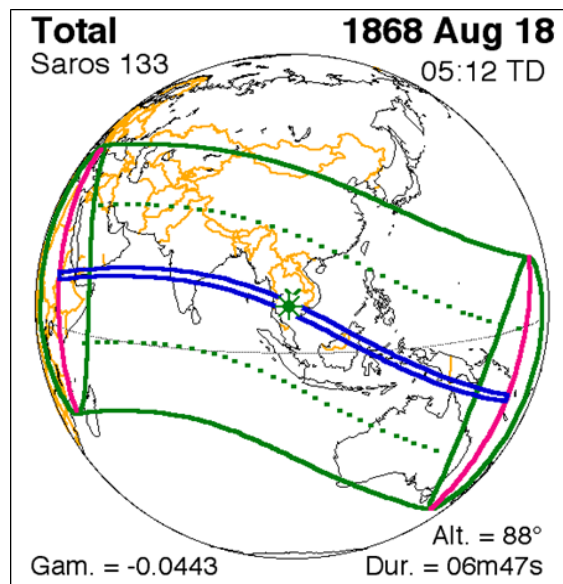 Total
1868 Aug 18
Saros 133
05:12 TD
Alt. = 88°
Gam. = -0.0443
Dur. = 06m47s